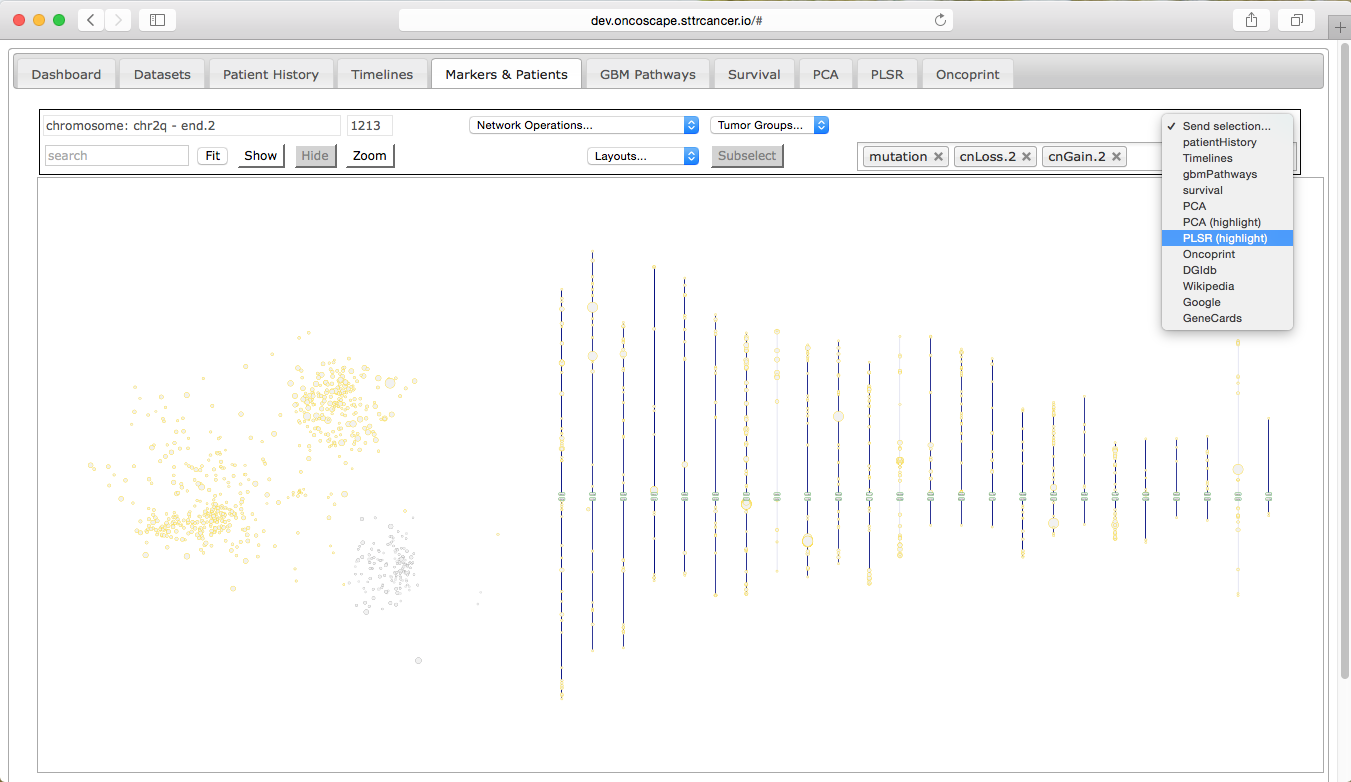 dev.oncoscape.sttrcancer.io/#
Dashboard Datasets Patient History Timelines Markers & Patients GBM Pathways Survival PCA PLSR Oncoprint
chromosome: chr2q - end.2 1213 Network Operations... Tumor Groups...
search Fit Show Hide Zoom Layouts... Subselect mutation cnLoss.2 cnGain.2
Send selection...
patientHistory
Timelines
gbmPathways
survival
PCA
PCA (highlight)
PLSR (highlight)
Oncoprint
DGIdb
Wikipedia
Google
GeneCards